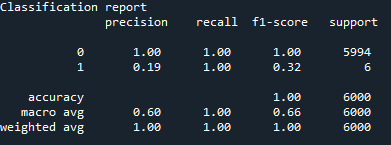 Classification report
precision recall f1-score support
0 1.00 1.00 1.00 5994
1 0.19 1.00 0.32 6
accuracy 1.00 6000
macro avg 0.60 1.00 0.66 6000
weighted avg 1.00 1.00 1.00 6000